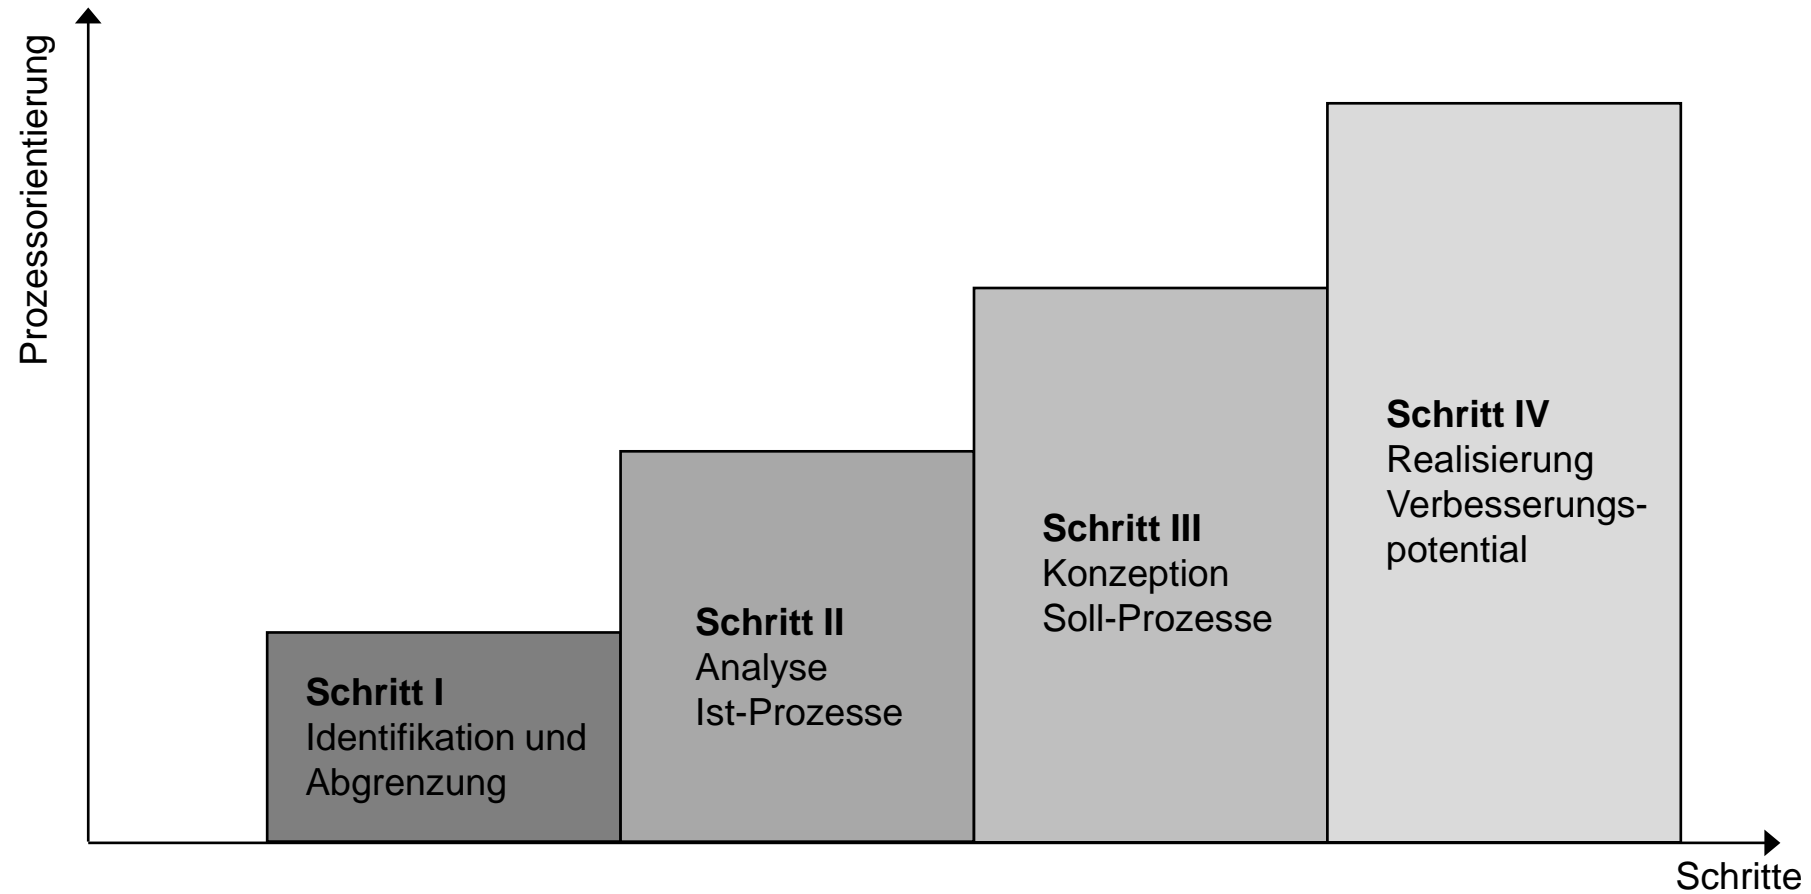 Prozessorientierung
Schritt I
Identifikation und
Abgrenzung
Schritt II
Analyse
Ist-Prozesse
Schritt III
Konzeption
Soll-Prozesse
Schritt IV
Realisierung
Verbesserungs-
potential
Schritte